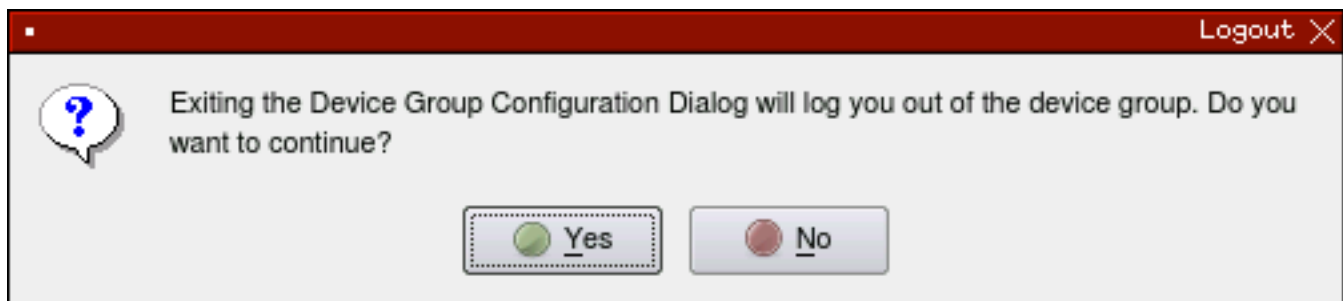 Logout
Exiting the Device Group Configuration Dialog will log you out of the device group. Do you
want to continue?
Yes
No